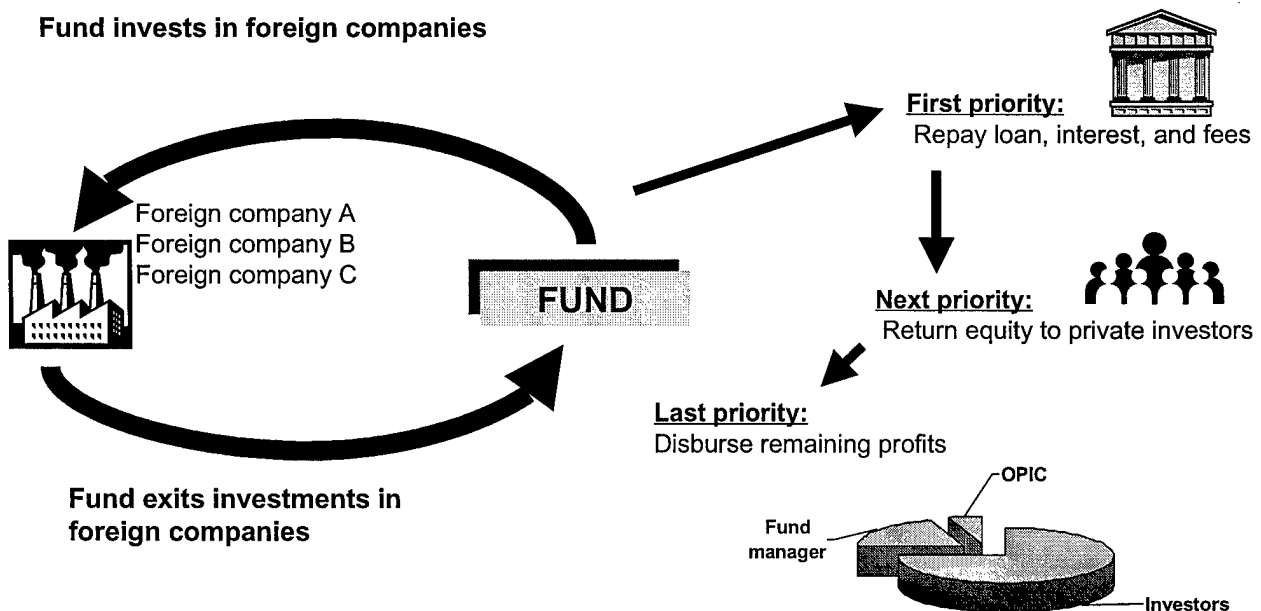 Fund invests in foreign companies
First priority:
Repay loan, interest, and fees
Foreign company A
Foreign company B
Foreign company C
FUND
Next priority:
Return equity to private investors
Last priority:
Disburse remaining profits
Fund exits investments in
foreign companies
OPIC
Fund
manager
Investors